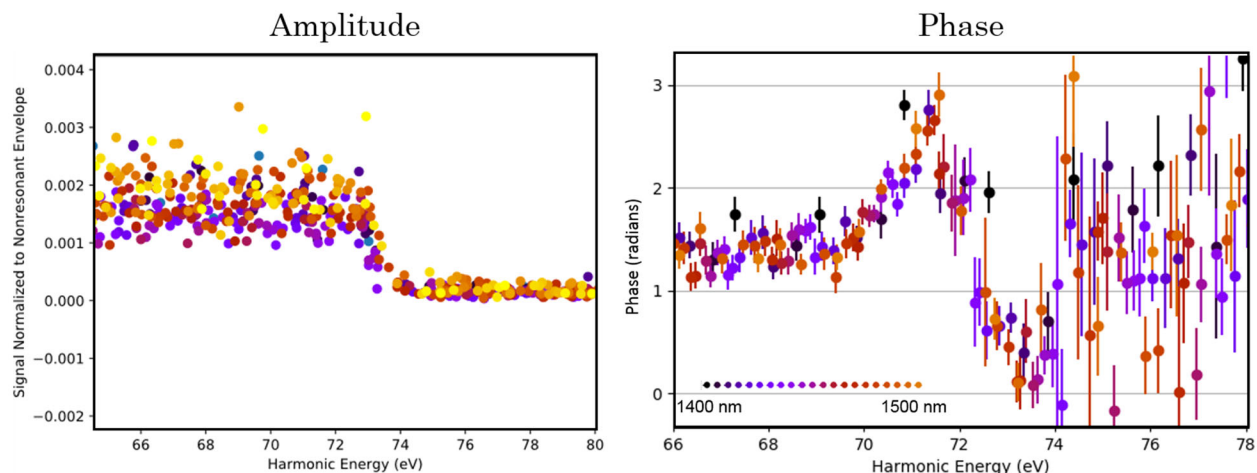 Amplitude
Signal Normalized to Nonresonant Envelope
0.004
0.003
0.002
0.001
0.000
−0.001
−0.002
66 68 70 72 74 76 78 80
Harmonic Energy (eV)
Phase
Phase (radians)
3
2
1
0
1400 nm 1500 nm
66 68 70 72 74 76 78
Harmonic Energy (eV)